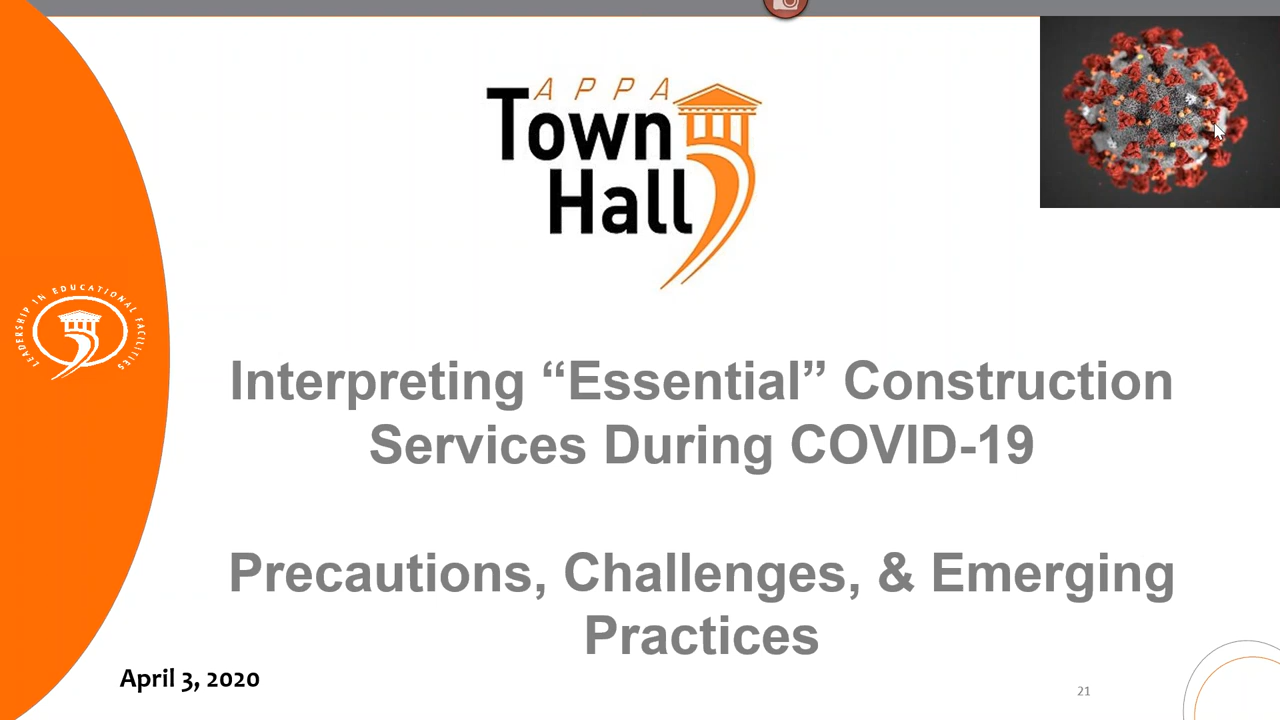 APPA
Town
Hall
LEADERSHIP IN EDUCATIONAL FACILITIES
Interpreting “Essential” Construction
Services During COVID-19
Precautions, Challenges, & Emerging
Practices
April 3, 2020
21